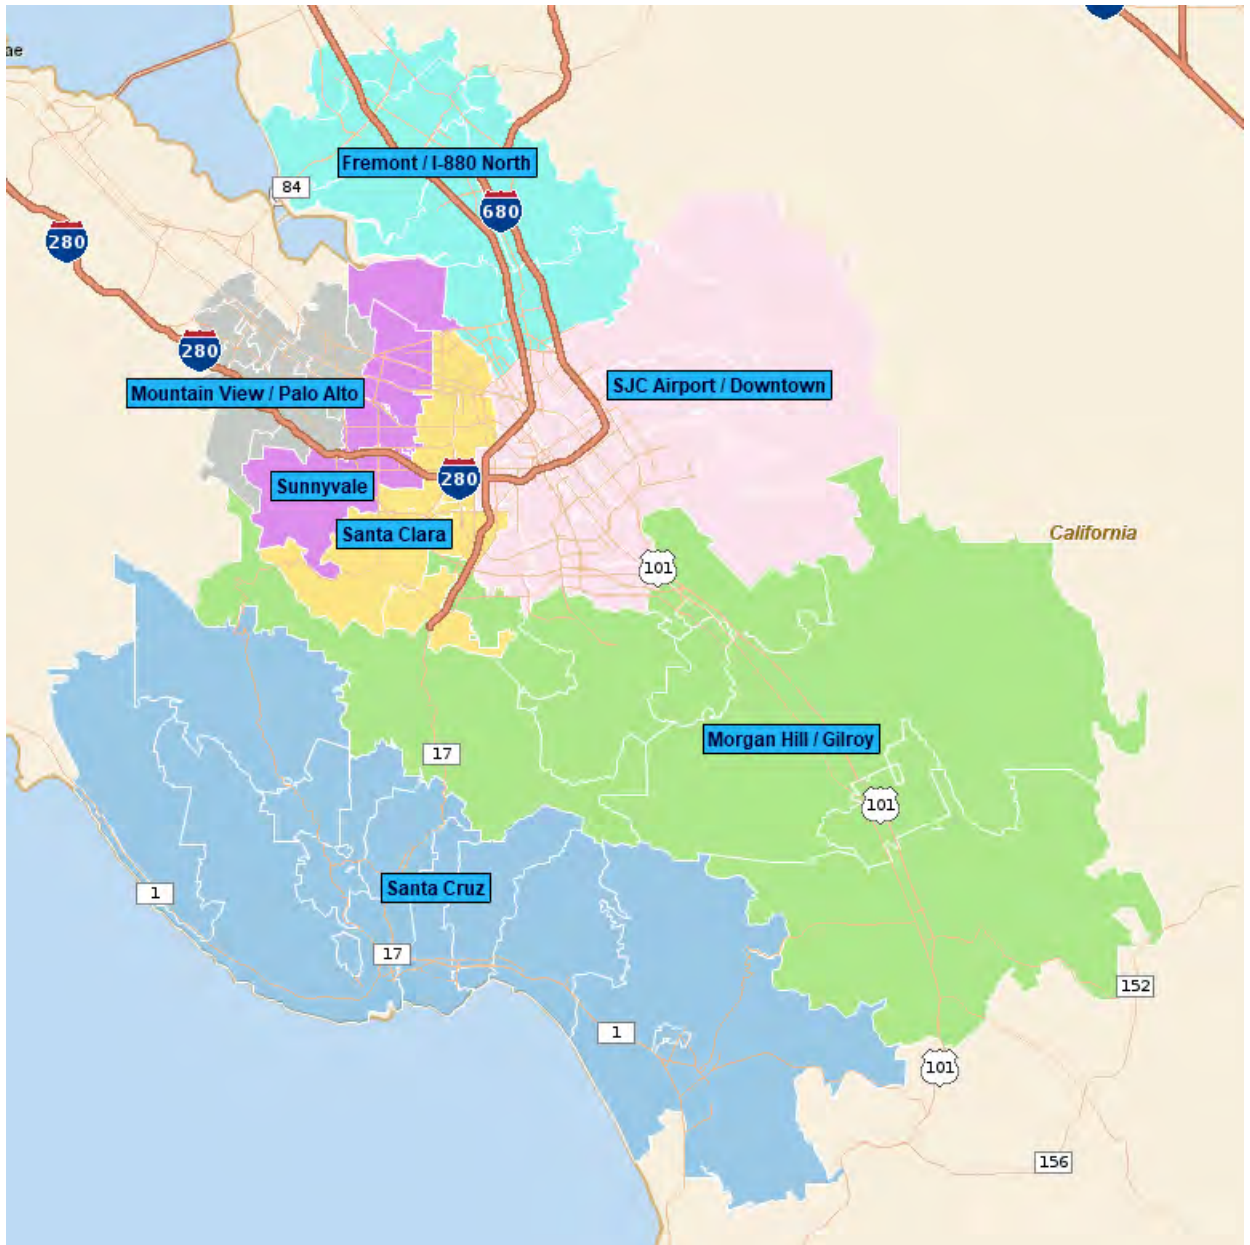 ae
Fremont / I-880 North
84
680
280
280
Mountain View / Palo Alto
SJC Airport / Downtown
280
Sunnyvale
Santa Clara
California
101
Morgan Hill / Gilroy
17
101
Santa Cruz
1
17
152
1
101
156